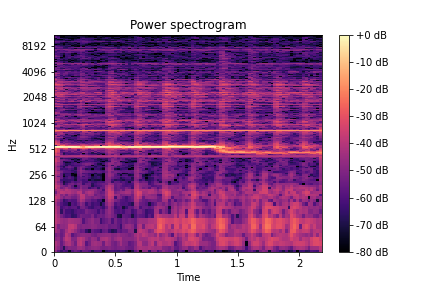 Power spectrogram
8192
4096
2048
1024
512
256
128
64
0
Hz
0
0.5
1
1.5
2
Time
+0 dB
-10 dB
-20 dB
-30 dB
-40 dB
-50 dB
-60 dB
-70 dB
-80 dB